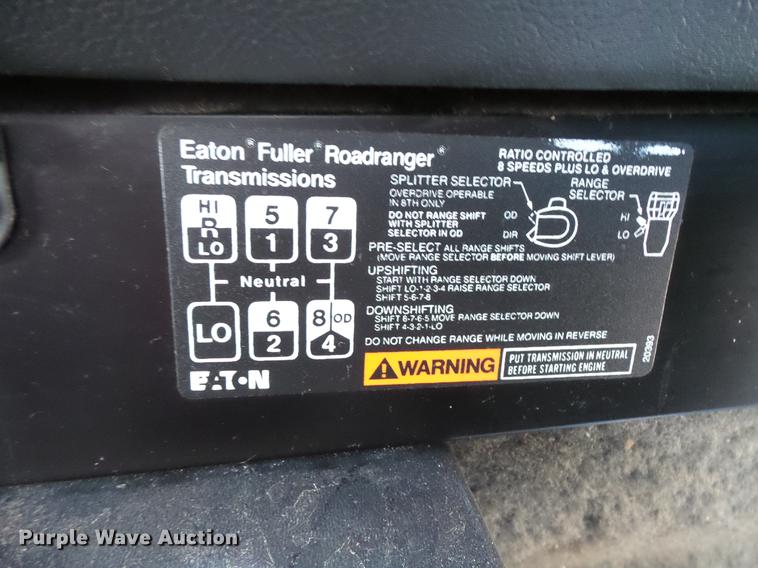 Eaton® Fuller® Roadranger®
Transmissions
RATIO CONTROLLED
8 SPEEDS PLUS LO & OVERDRIVE
SPLITTER SELECTOR
OVERDRIVE OPERABLE
IN 8TH ONLY
DO NOT RANGE SHIFT
WITH SPLITTER
SELECTOR IN OD
OD
DIR
RANGE
SELECTOR
HI
LO
HI
R
LO
5
1
7
3
Neutral
LO
6
2
8 OD
4
PRE-SELECT ALL RANGE SHIFTS
(MOVE RANGE SELECTOR BEFORE MOVING SHIFT LEVER)
UPSHIFTING
START WITH RANGE SELECTOR DOWN
SHIFT LO-1-2-3-4 RAISE RANGE SELECTOR
SHIFT 5-6-7-8
DOWNSHIFTING
SHIFT 8-7-6-5 MOVE RANGE SELECTOR DOWN
SHIFT 4-3-2-1-LO
DO NOT CHANGE RANGE WHILE MOVING IN REVERSE
20393
EATON
WARNING
PUT TRANSMISSION IN NEUTRAL
BEFORE STARTING ENGINE
Purple Wave Auction